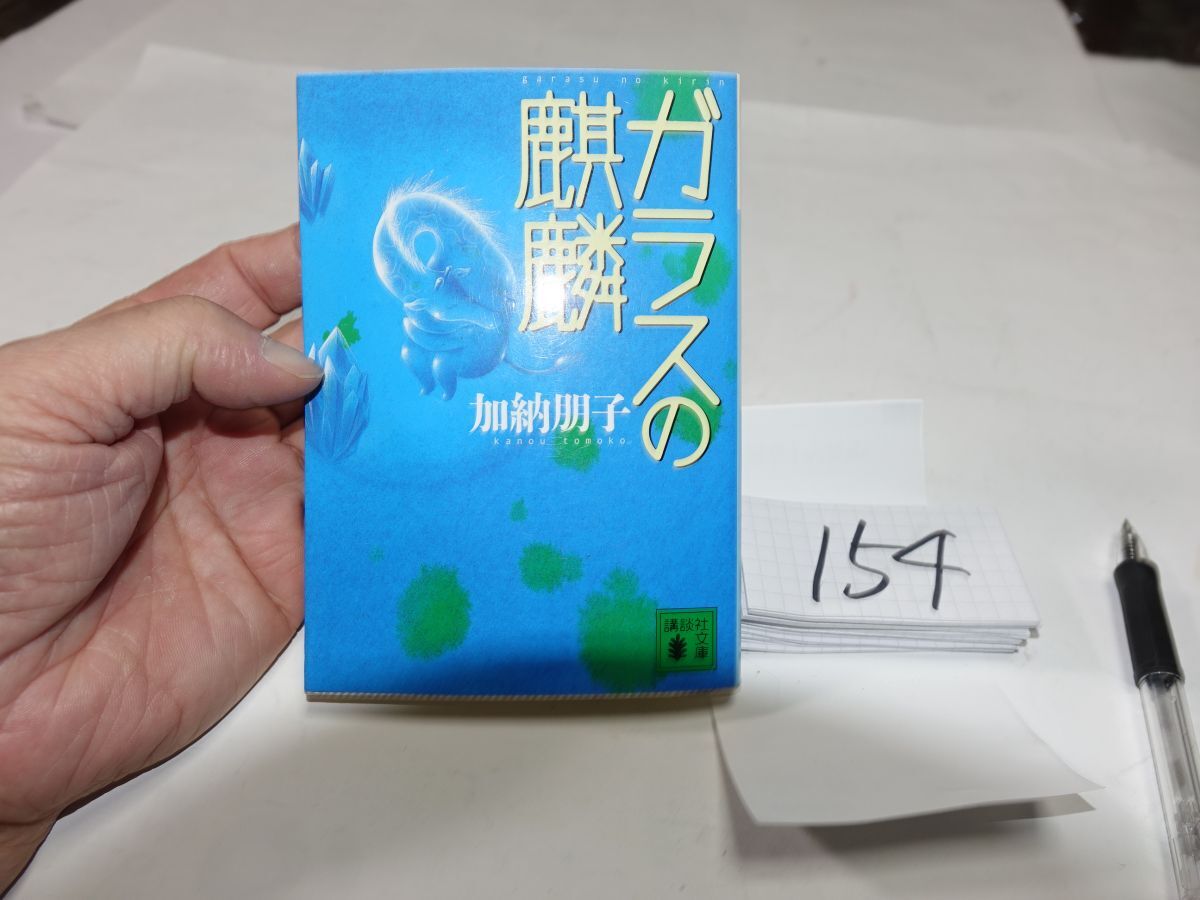 garasu no kirin
ガラスの
麒麟
加納朋子
kanou tomoko
講談社
文庫
154